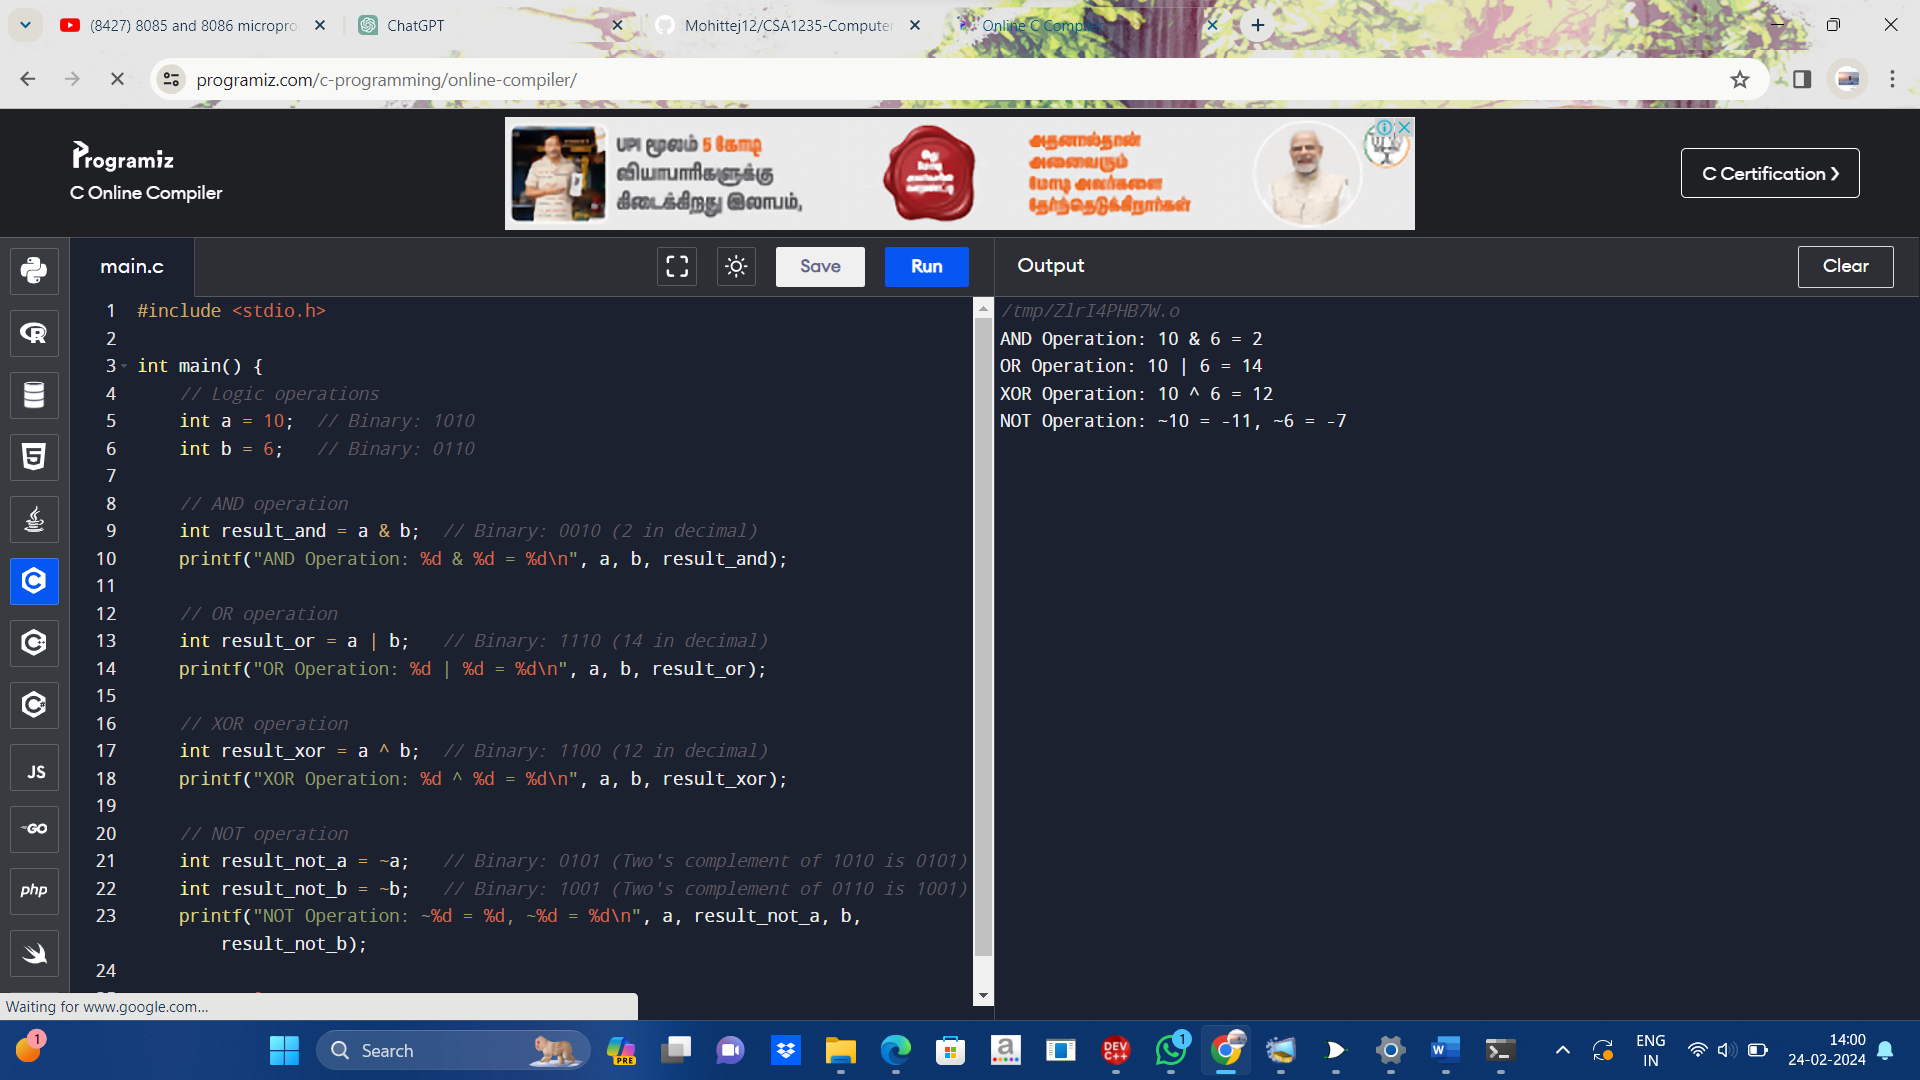 (8427) 8085 and 8086 micropro
ChatGPT
Mohittej12/CSA1235-Computer
Online C Compiler
programiz.com/c-programming/online-compiler/
Programiz
C Online Compiler
UPI மூலம் 5 கோடி
வியாபாரிகளுக்கு
கிடைக்கிறது இலாபம்,
அதனால்தான்
அனைவரும்
மோடி அவர்களை
தேர்ந்தெடுக்கிறார்கள்
C Certification ›
main.c
Save
Run
Output
Clear
1 #include <stdio.h>
2
3 int main() {
4 // Logic operations
5 int a = 10; // Binary: 1010
6 int b = 6; // Binary: 0110
7
8 // AND operation
9 int result_and = a & b; // Binary: 0010 (2 in decimal)
10 printf("AND Operation: %d & %d = %d\n", a, b, result_and);
11
12 // OR operation
13 int result_or = a | b; // Binary: 1110 (14 in decimal)
14 printf("OR Operation: %d | %d = %d\n", a, b, result_or);
15
16 // XOR operation
17 int result_xor = a ^ b; // Binary: 1100 (12 in decimal)
18 printf("XOR Operation: %d ^ %d = %d\n", a, b, result_xor);
19
20 // NOT operation
21 int result_not_a = ~a; // Binary: 0101 (Two's complement of 1010 is 0101)
22 int result_not_b = ~b; // Binary: 1001 (Two's complement of 0110 is 1001)
23 printf("NOT Operation: ~%d = %d, ~%d = %d\n", a, result_not_a, b,
result_not_b);
24
/tmp/ZlrI4PHB7W.o
AND Operation: 10 & 6 = 2
OR Operation: 10 | 6 = 14
XOR Operation: 10 ^ 6 = 12
NOT Operation: ~10 = -11, ~6 = -7
JS
GO
php
Waiting for www.google.com...
1
Search
PRE
a
DEV
C++
1
W
ENG
IN
14:00
24-02-2024